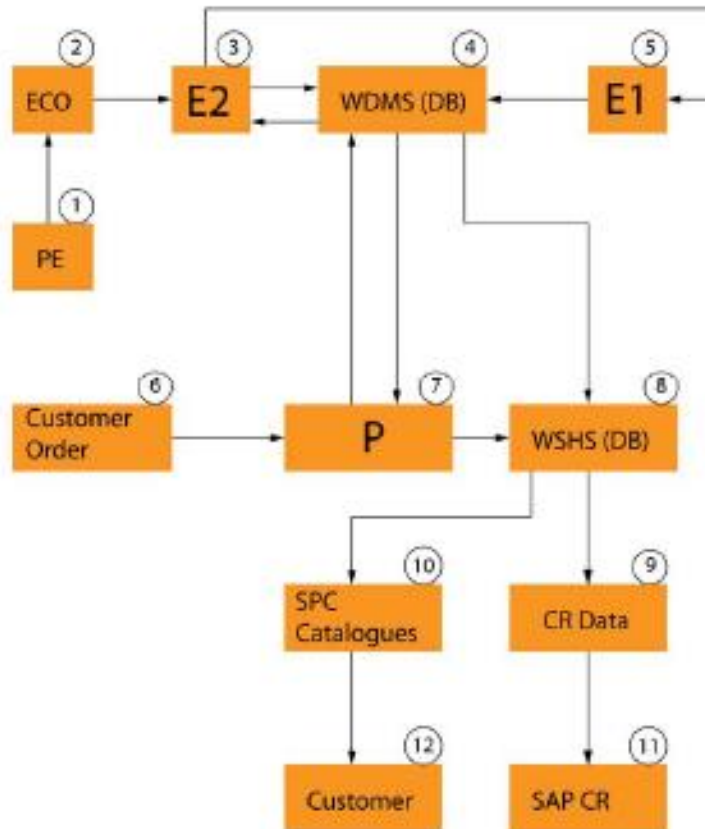 2
3
4
5
ECO
E2
WDMS (DB)
E1
1
PE
6
7
8
Customer
Order
P
WSHS (DB)
10
9
SPC
Catalogues
CR Data
12
11
Customer
SAP CR